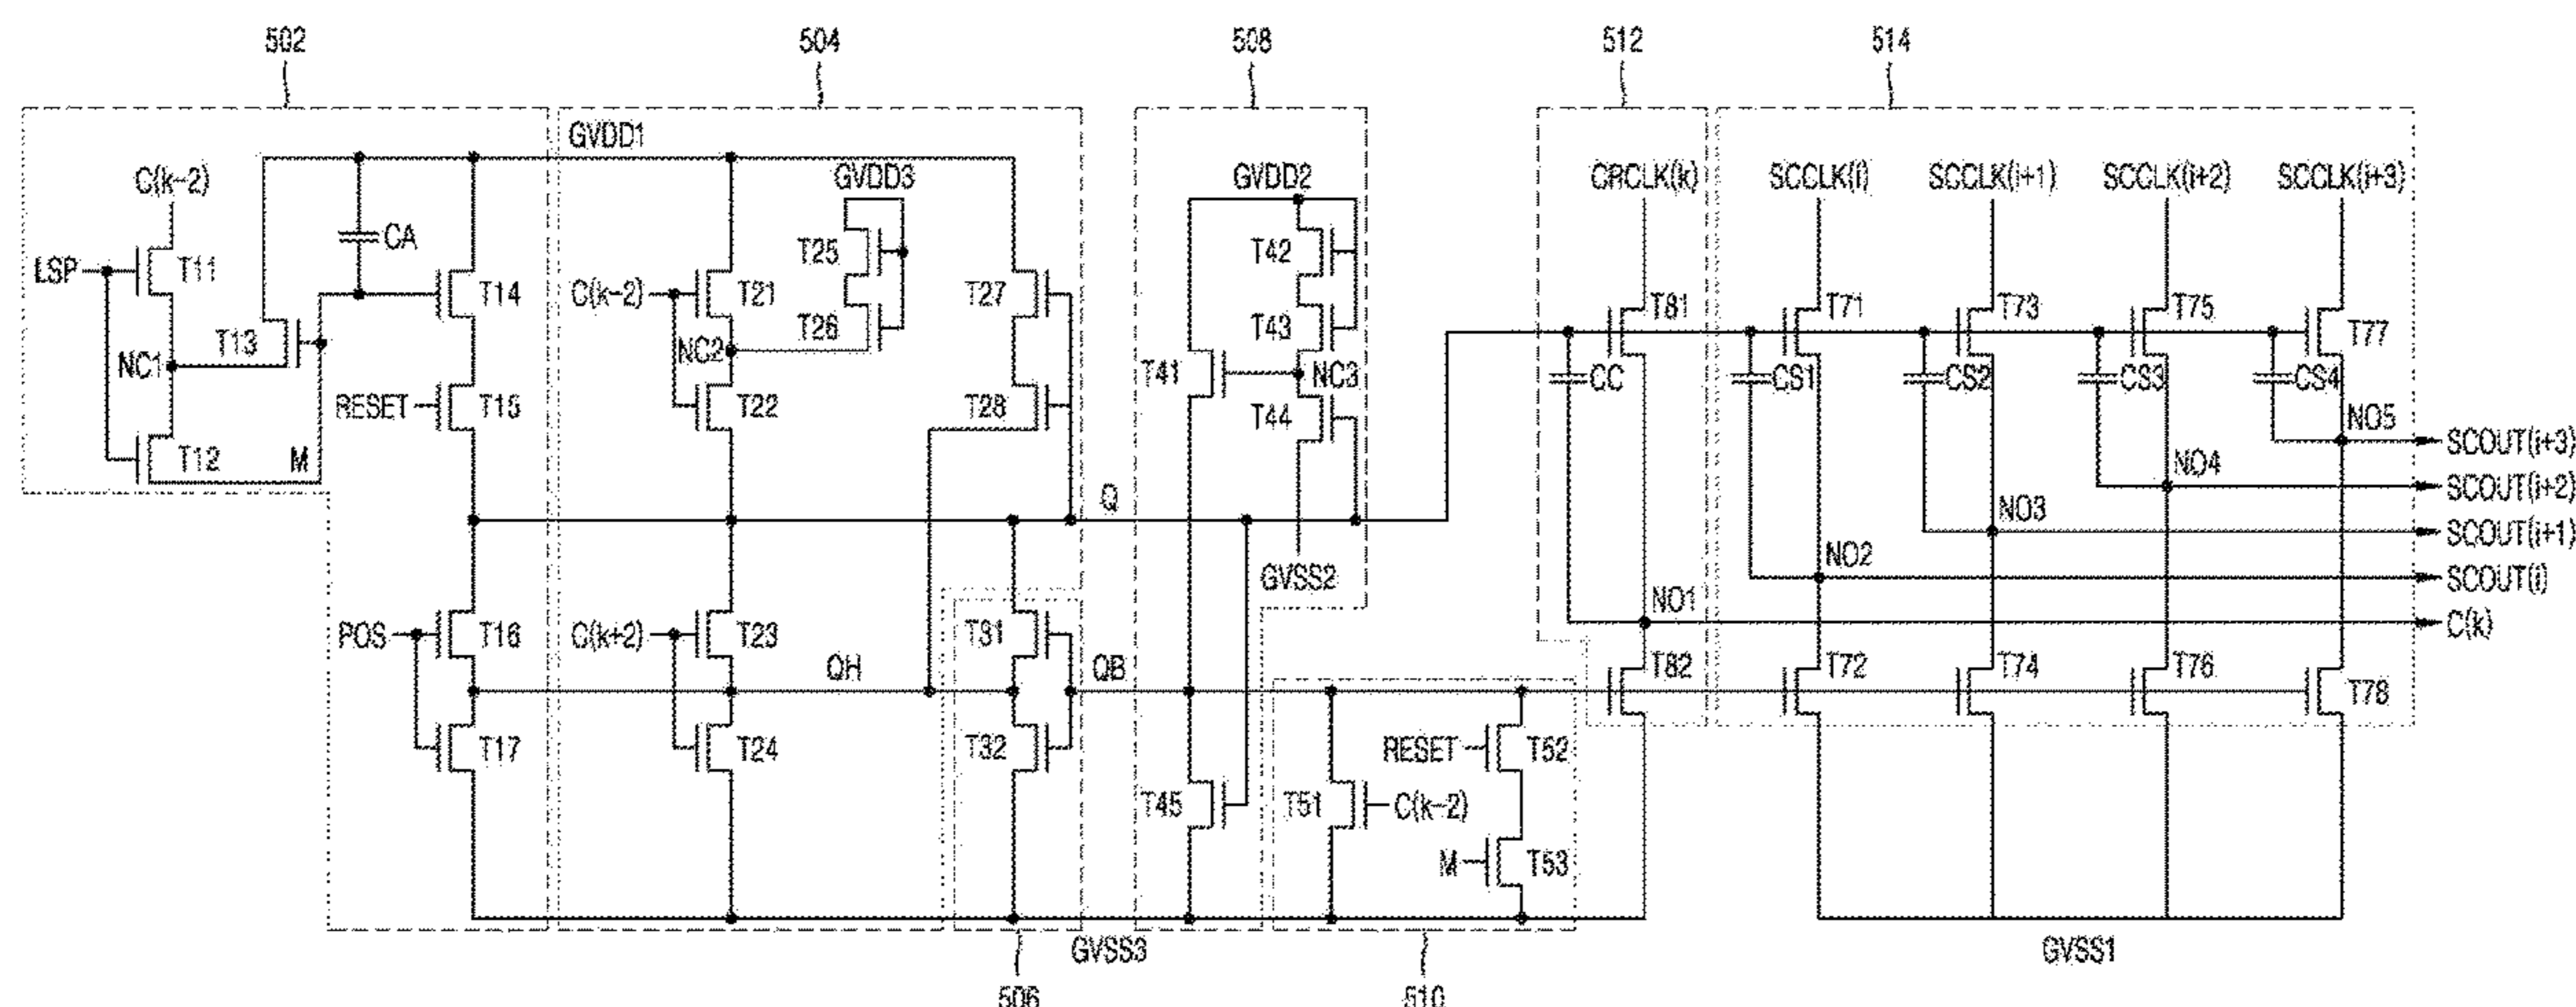 502
504
508
512
514
GVDD1
C(k-2)
GVDD3
GVDD2
CRCLK(k)
SCCLK(i)
SCCLK(i+1)
SCCLK(i+2)
SCCLK(i+3)
LSP
T11
CA
T14
C(k-2)
T21
T25
T26
T27
T42
T43
T81
T71
T73
T75
T77
NC1
T13
NC2
T41
NC3
CC
CS1
CS2
CS3
CS4
RESET
T15
T22
T28
T44
T12
M
Q
NO5
SCOUT(i+3)
NO4
SCOUT(i+2)
NO3
SCOUT(i+1)
GVSS2
NO2
SCOUT(i)
NO1
C(k)
POS
T16
C(k+2)
T23
T31
QH
QB
T82
T72
T74
T76
T78
T17
T24
T32
RESET
T52
T45
T51
C(k-2)
M
T53
GVSS3
GVSS1
506
510